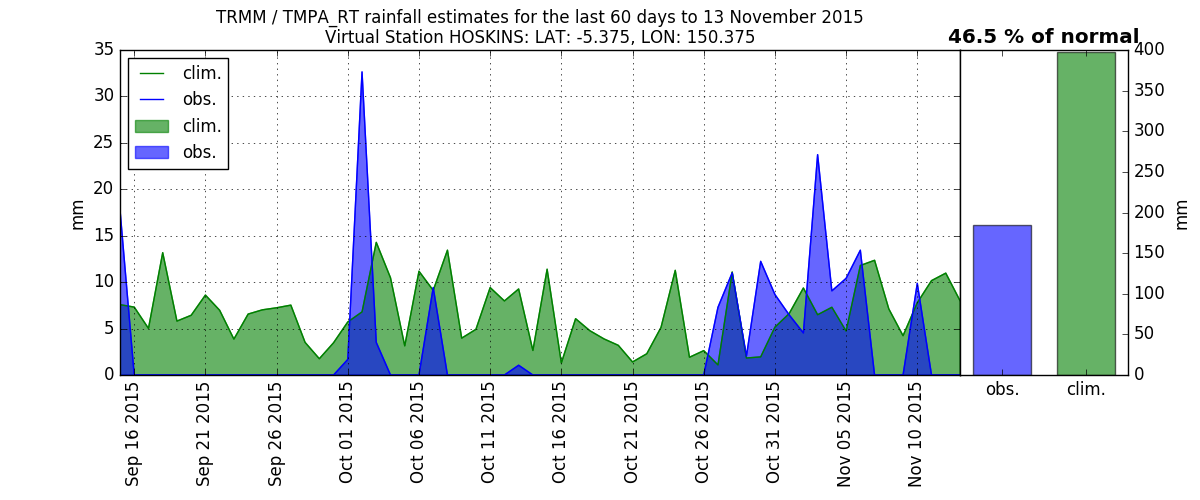 TRMM / TMPA_RT rainfall estimates for the last 60 days to 13 November 2015
Virtual Station HOSKINS: LAT: -5.375, LON: 150.375
46.5 % of normal
35
30
25
20
15
10
5
0
mm
clim.
obs.
clim.
obs.
Sep 16 2015
Sep 21 2015
Sep 26 2015
Oct 01 2015
Oct 06 2015
Oct 11 2015
Oct 16 2015
Oct 21 2015
Oct 26 2015
Oct 31 2015
Nov 05 2015
Nov 10 2015
obs.
clim.
400
350
300
250
200
150
100
50
0
mm